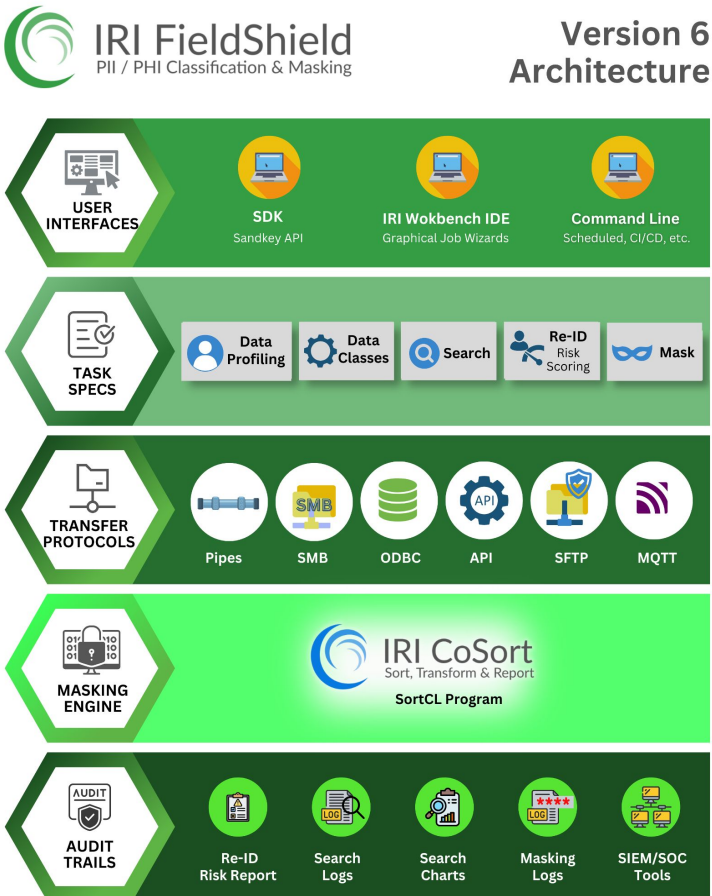 IRI FieldShield
PII / PHI Classification & Masking
Version 6
Architecture
USER
INTERFACES
SDK
Sandkey API
IRI Wokbench IDE
Graphical Job Wizards
Command Line
Scheduled, CI/CD, etc.
TASK
SPECS
Data
Profiling
Data
Classes
Search
Re-ID
Risk
Scoring
Mask
TRANSFER
PROTOCOLS
SMB
API
Pipes
SMB
ODBC
API
SFTP
MQTT
MASKING
ENGINE
IRI CoSort
Sort, Transform & Report
SortCL Program
AUDIT
AUDIT
TRAILS
LOG
LOG
****
Re-ID
Risk Report
Search
Logs
Search
Charts
Masking
Logs
SIEM/SOC
Tools